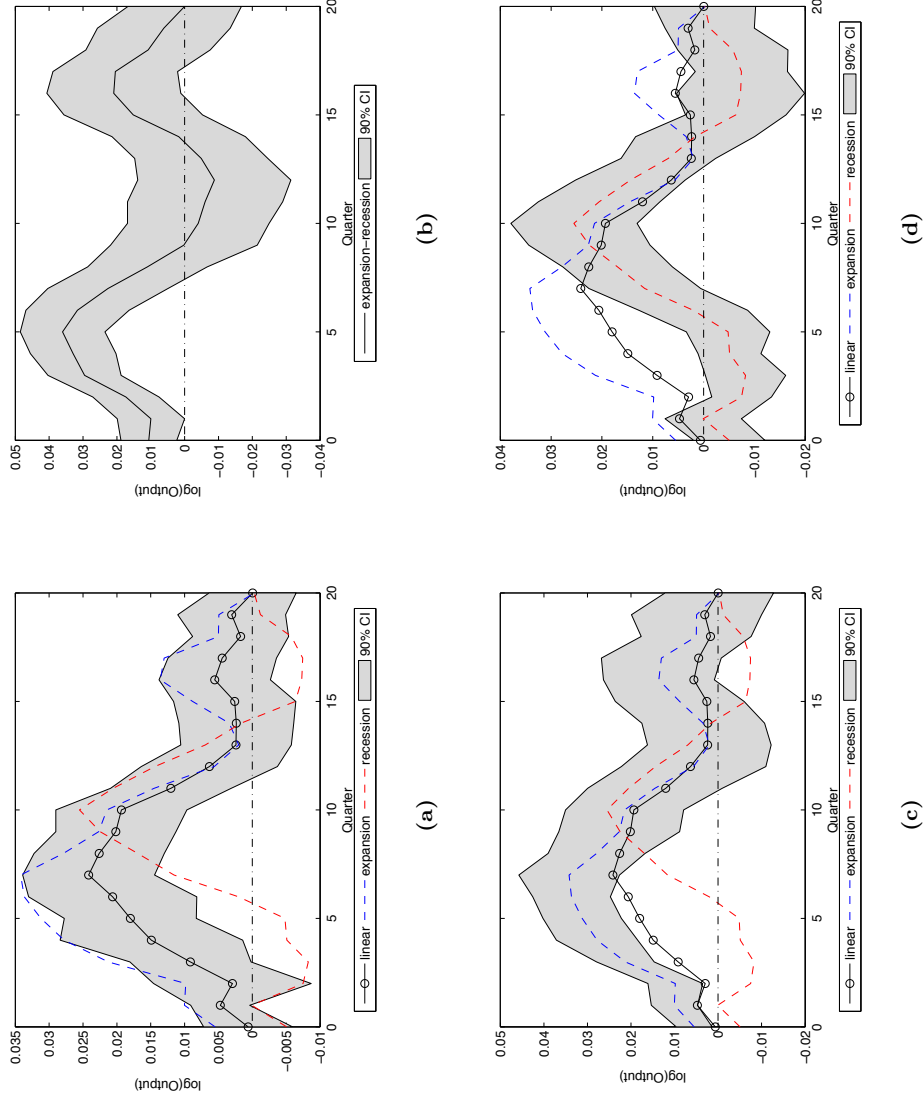 0.035
0.03
0.025
0.02
0.015
0.01
0.005
0
−0.005
−0.01
log(Output)
0
5
10
15
20
Quarter
linear
expansion
recession
90% CI
(a)
0.05
0.04
0.03
0.02
0.01
0
−0.01
−0.02
−0.03
−0.04
log(Output)
0
5
10
15
20
Quarter
expansion−recession
90% CI
(b)
0.05
0.04
0.03
0.02
0.01
0
−0.01
−0.02
log(Output)
0
5
10
15
20
Quarter
linear
expansion
recession
90% CI
(c)
0.04
0.03
0.02
0.01
0
−0.01
−0.02
log(Output)
0
5
10
15
20
Quarter
linear
expansion
recession
90% CI
(d)